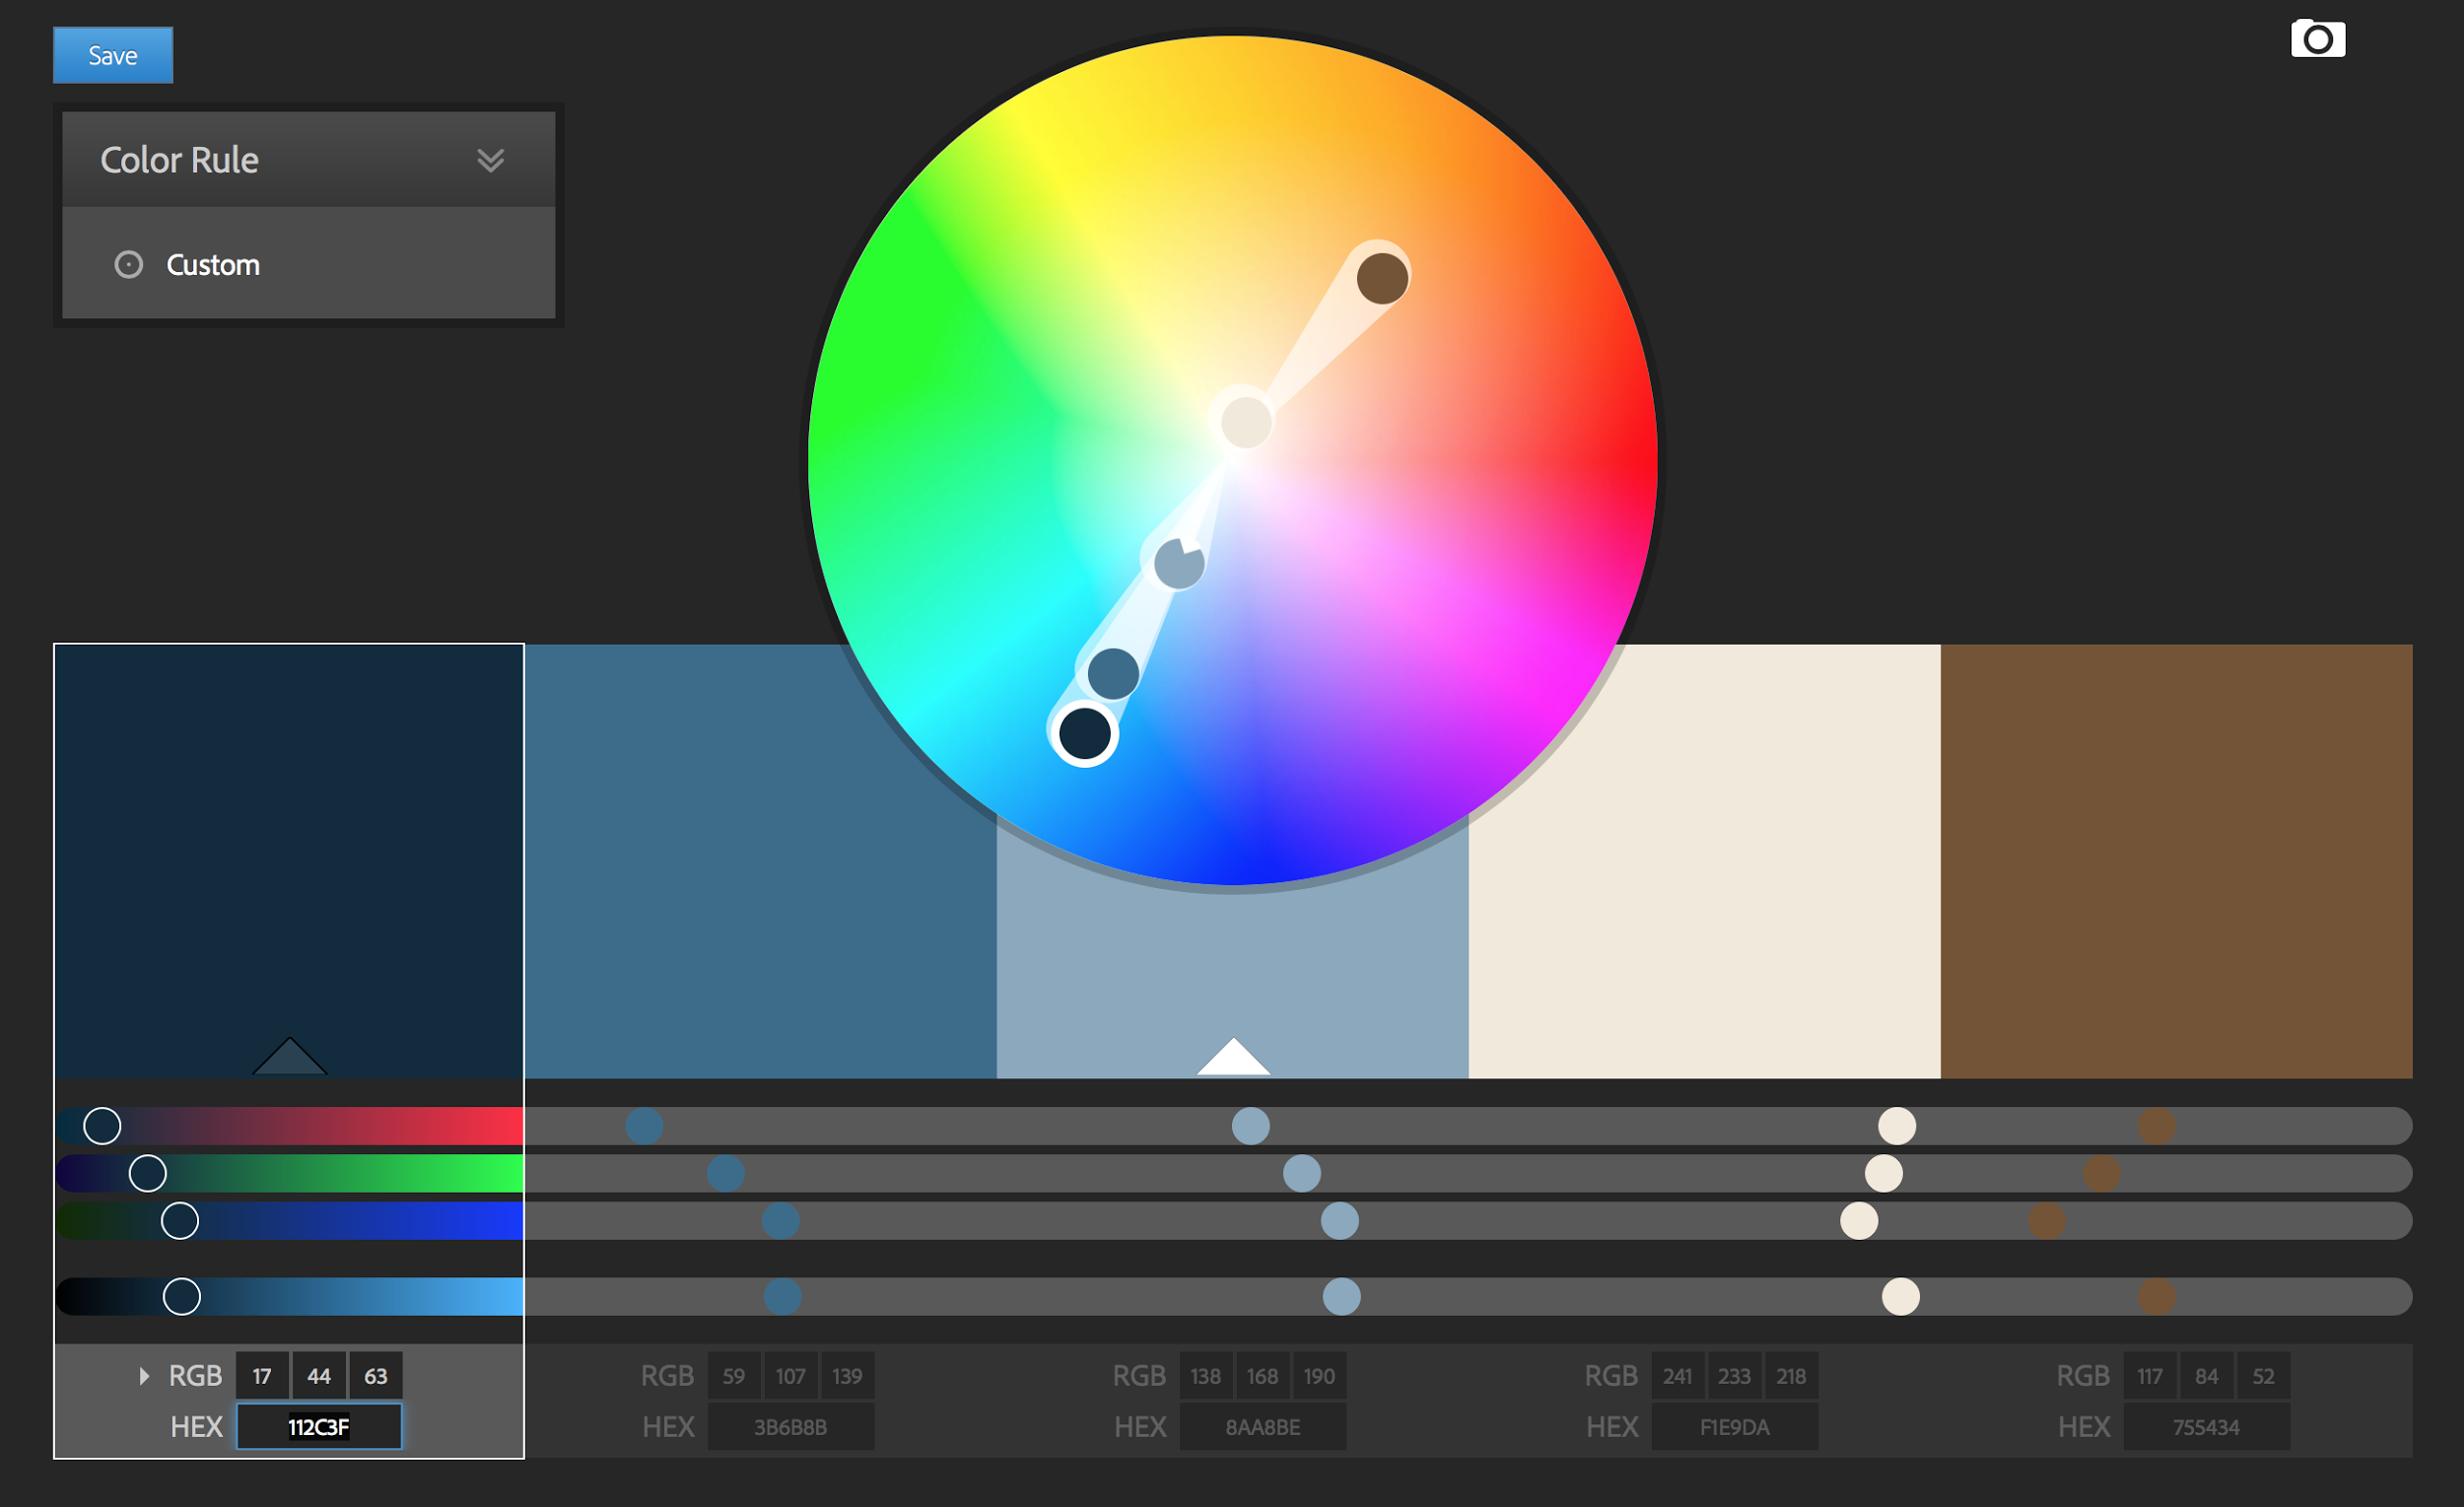 Save
Color Rule
Custom
RGB 17 44 63 RGB 59 107 139 RGB 138 168 190 RGB 241 233 218 RGB 117 84 52
HEX 112C3F HEX 3B6B8B HEX 8AA8BE HEX F1E9DA HEX 755434